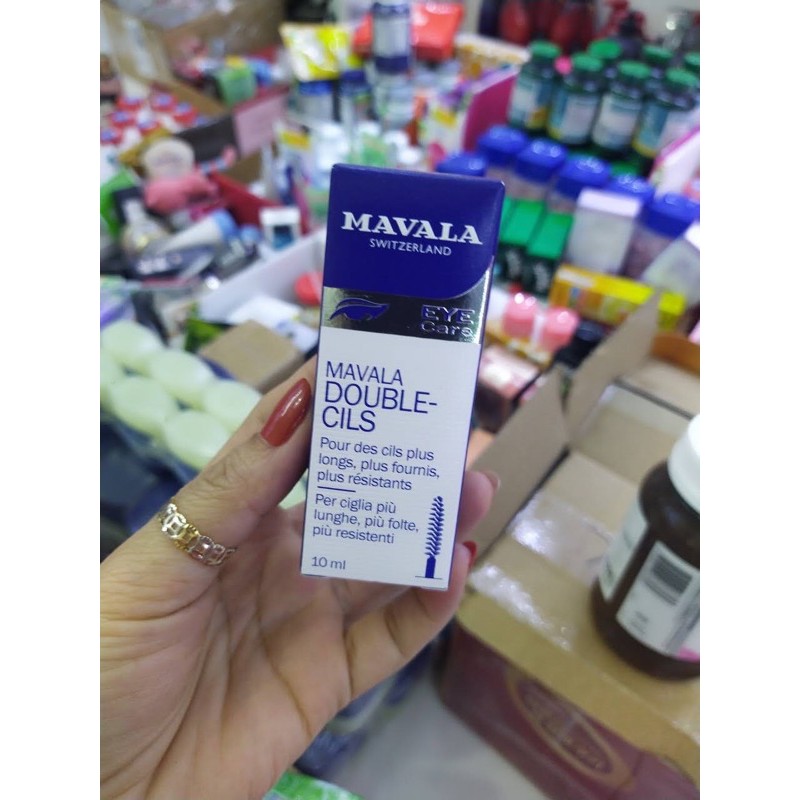 MAVALA
SWITZERLAND
EYE
Care
MAVALA
DOUBLE-
CILS
Pour des cils plus
longs, plus fournis,
plus résistants
Per ciglia più
lunghe, più folte,
più resistenti
10 ml